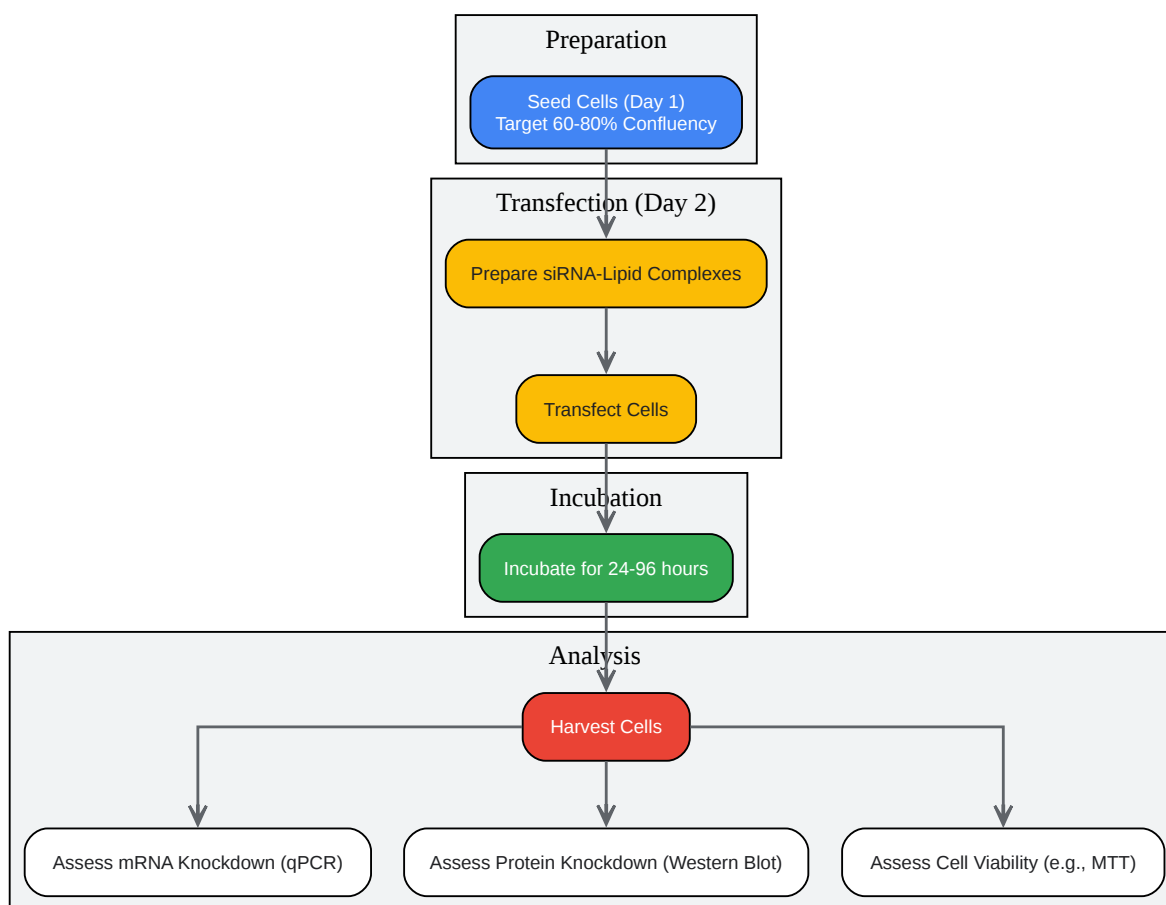 Preparation
Seed Cells (Day 1)
Target 60-80% Confluency
Transfection (Day 2)
Prepare siRNA-Lipid Complexes
Transfect Cells
Incubation
Incubate for 24-96 hours
Analysis
Harvest Cells
Assess mRNA Knockdown (qPCR)
Assess Protein Knockdown (Western Blot)
Assess Cell Viability (e.g., MTT)